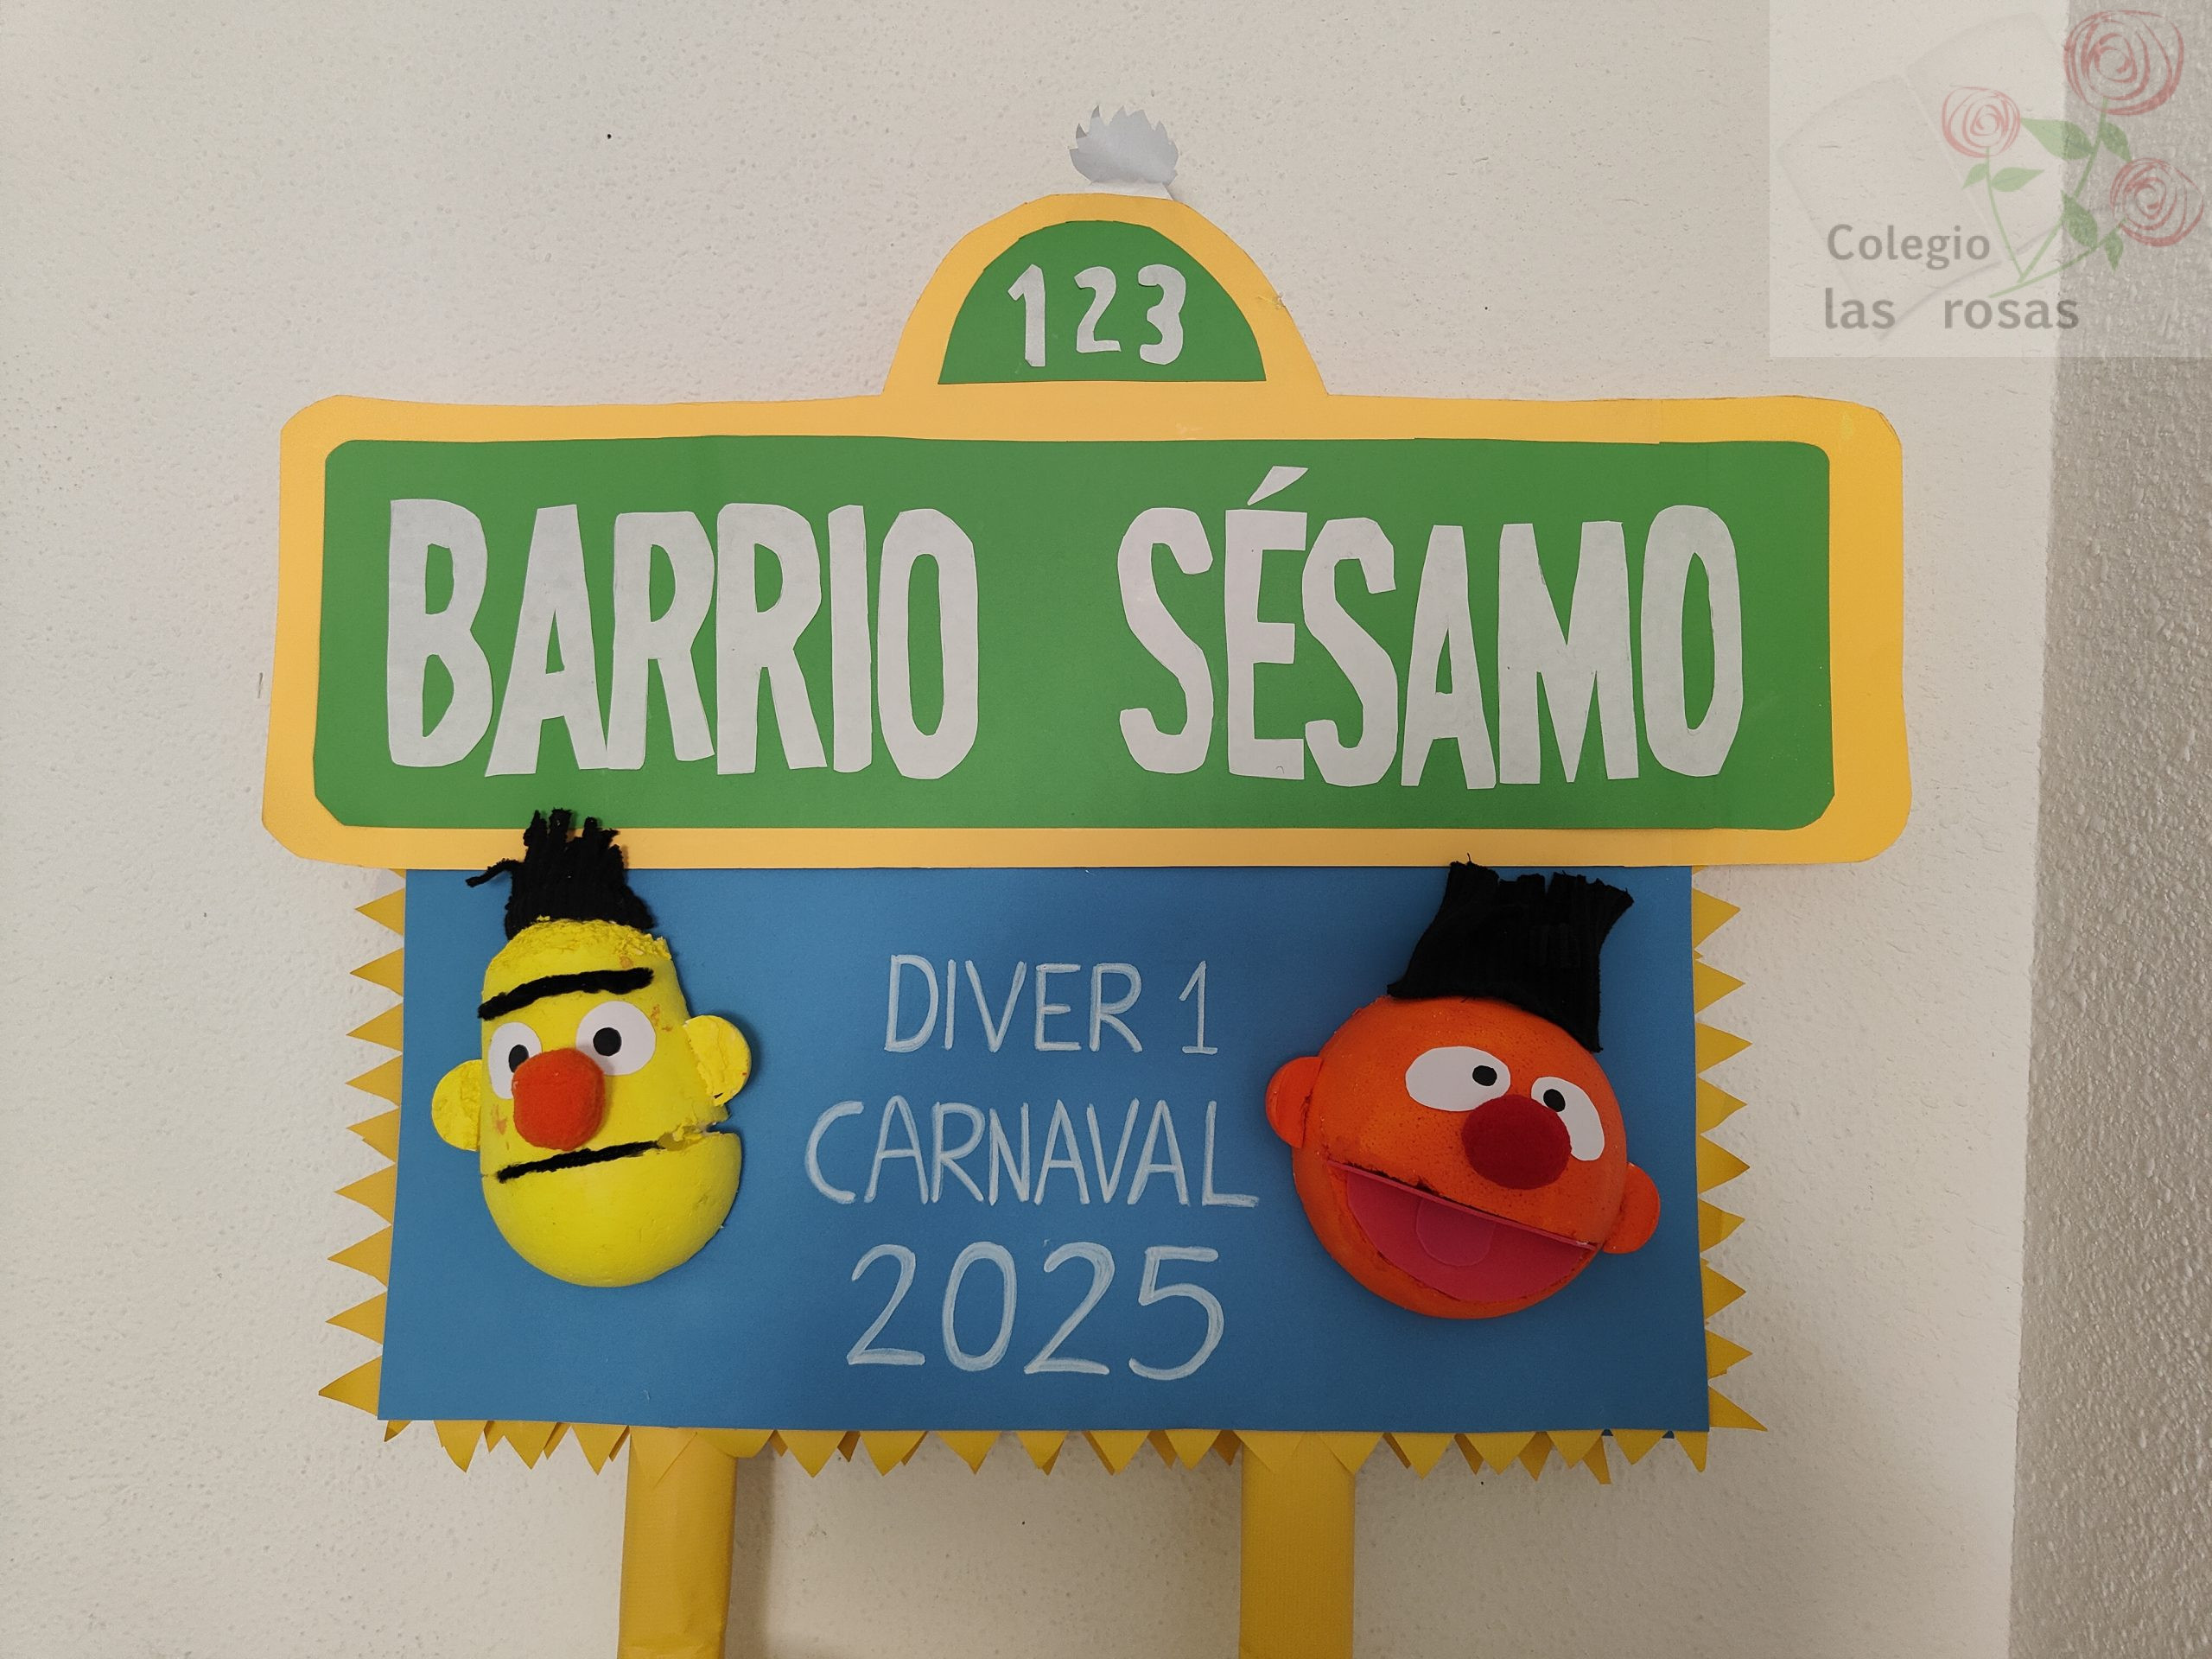 Colegio
las rosas
123
BARRIO SÉSAMO
DIVER 1
CARNAVAL
2025